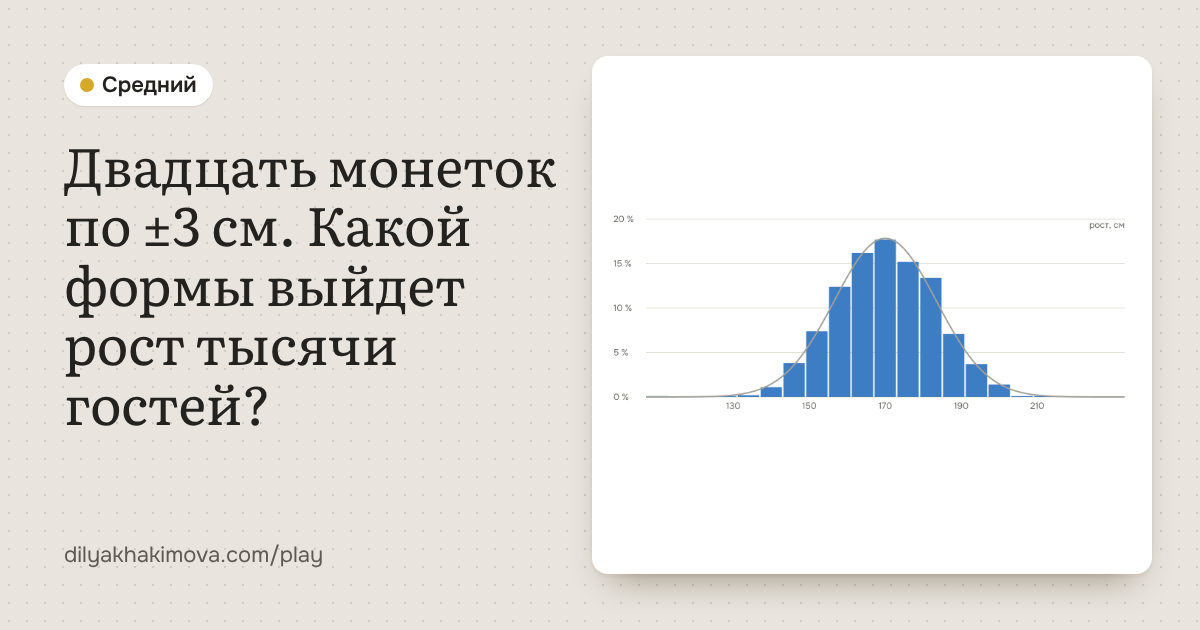 Средний
Двадцать монеток
по ±3 см. Какой
формы выйдет
рост тысячи
гостей?
dilyakhakimova.com/play
20 %
рост, см
15 %
10 %
5 %
0 %
130 150 170 190 210